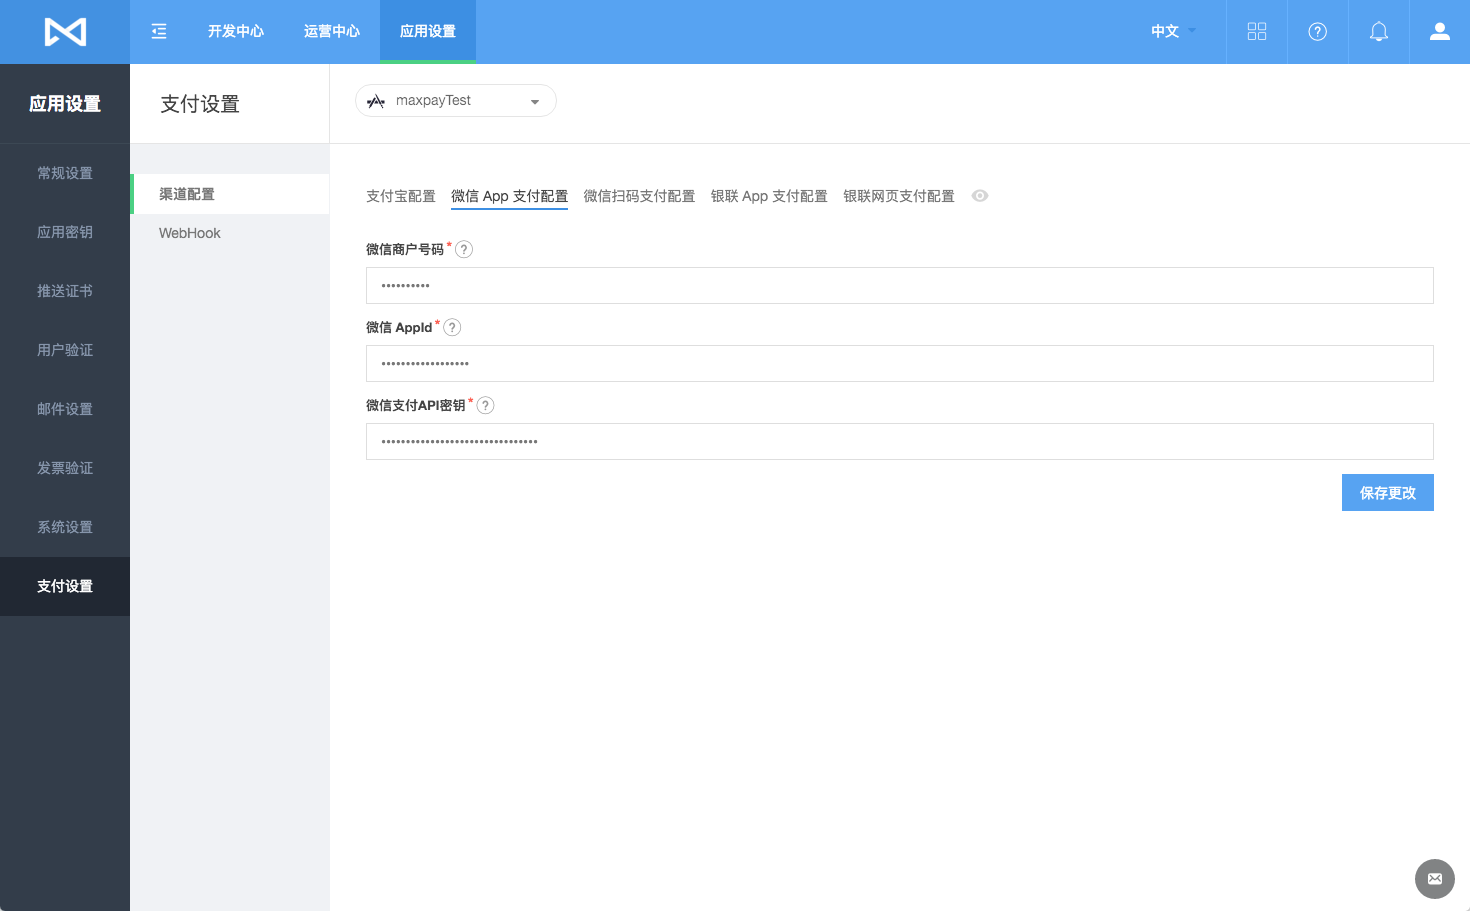 开发中心 运营中心 应用设置 中文
应用设置
支付设置
maxpayTest
常规设置
应用密钥
推送证书
用户验证
邮件设置
发票验证
系统设置
支付设置
渠道配置
WebHook
支付宝配置 微信 App 支付配置 微信扫码支付配置 银联 App 支付配置 银联网页支付配置
微信商户号码 * ?
••••••••••
微信 AppId * ?
••••••••••••••••••
微信支付API密钥 * ?
••••••••••••••••••••••••••••••••
保存更改